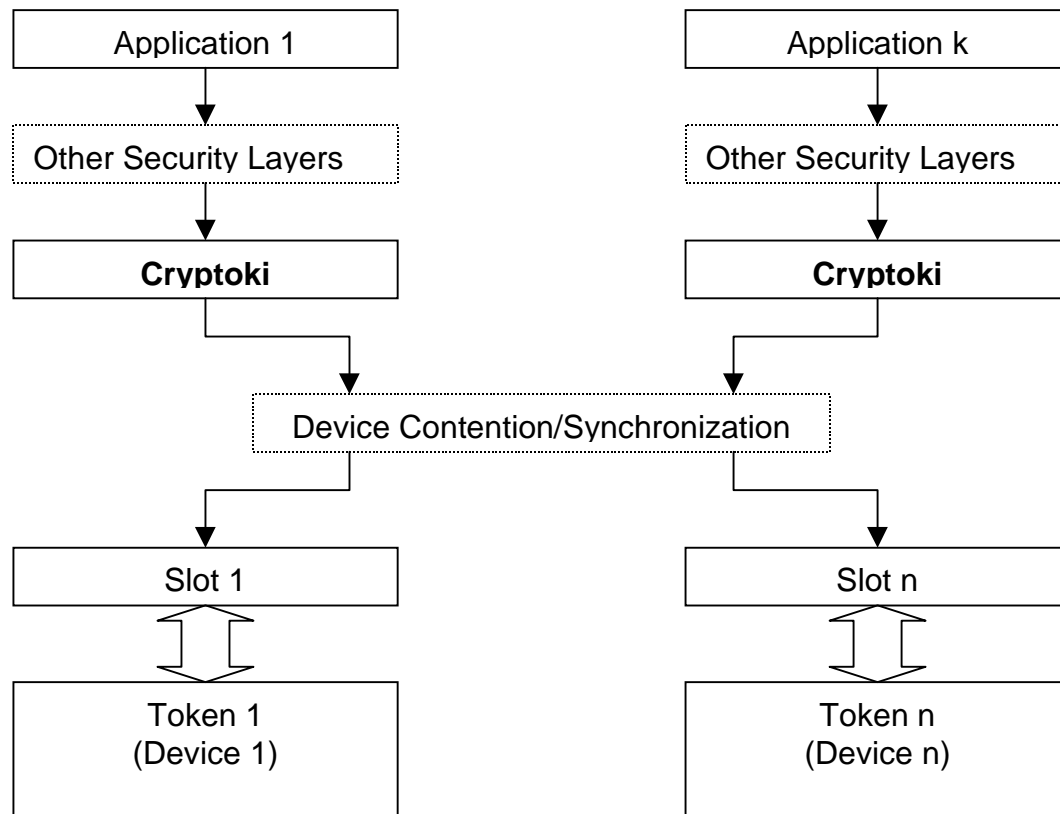 Application 1
Application k
Other Security Layers
Other Security Layers
Cryptoki
Cryptoki
Device Contention/Synchronization
Slot 1
Slot n
Token 1
(Device 1)
Token n
(Device n)